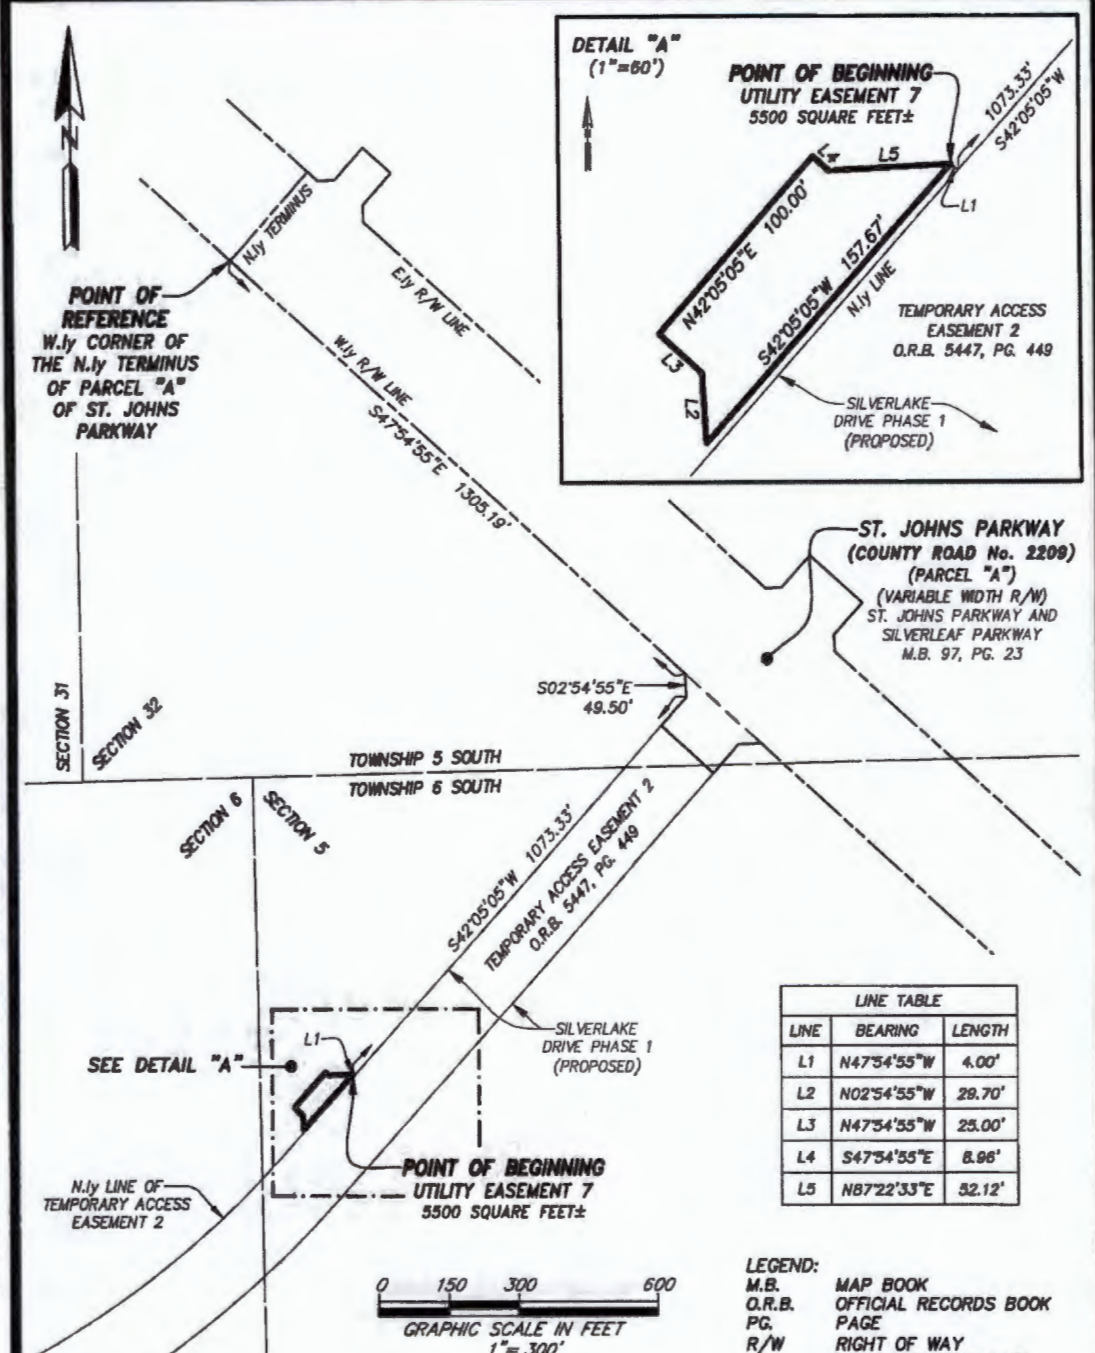 N
DETAIL "A"
(1"=60')
POINT OF BEGINNING
UTILITY EASEMENT 7
5500 SQUARE FEET±
1073.33'
S42°05'05"W
L5
L1
N42°05'05"E 100.00'
S42°05'05"W 157.67'
N.ly LINE
L3
L2
TEMPORARY ACCESS
EASEMENT 2
O.R.B. 5447, PG. 449
SILVERLAKE
DRIVE PHASE 1
(PROPOSED)
N.ly TERMINUS
E.ly R/W LINE
POINT OF
REFERENCE
W.ly CORNER OF
THE N.ly TERMINUS
OF PARCEL "A"
OF ST. JOHNS
PARKWAY
W.ly R/W LINE
S47°54'55"E 1305.19'
ST. JOHNS PARKWAY
(COUNTY ROAD No. 2209)
(PARCEL "A")
(VARIABLE WIDTH R/W)
ST. JOHNS PARKWAY AND
SILVERLEAF PARKWAY
M.B. 97, PG. 23
S02°54'55"E
49.50'
SECTION 31
SECTION 32
TOWNSHIP 5 SOUTH
TOWNSHIP 6 SOUTH
SECTION 6
SECTION 5
S42°05'05"W 1073.33'
TEMPORARY ACCESS EASEMENT 2
O.R.B. 5447, PG. 449
SILVERLAKE
DRIVE PHASE 1
(PROPOSED)
L1
SEE DETAIL "A"
POINT OF BEGINNING
UTILITY EASEMENT 7
5500 SQUARE FEET±
N.ly LINE OF
TEMPORARY ACCESS
EASEMENT 2
LINE TABLE
LINE BEARING LENGTH
L1 N47°54'55"W 4.00'
L2 N02°54'55"W 29.70'
L3 N47°54'55"W 25.00'
L4 S47°54'55"E 8.96'
L5 N87°22'33"E 52.12'
0 150 300 600
GRAPHIC SCALE IN FEET
1"= 300'
LEGEND:
M.B. MAP BOOK
O.R.B. OFFICIAL RECORDS BOOK
PG. PAGE
R/W RIGHT OF WAY